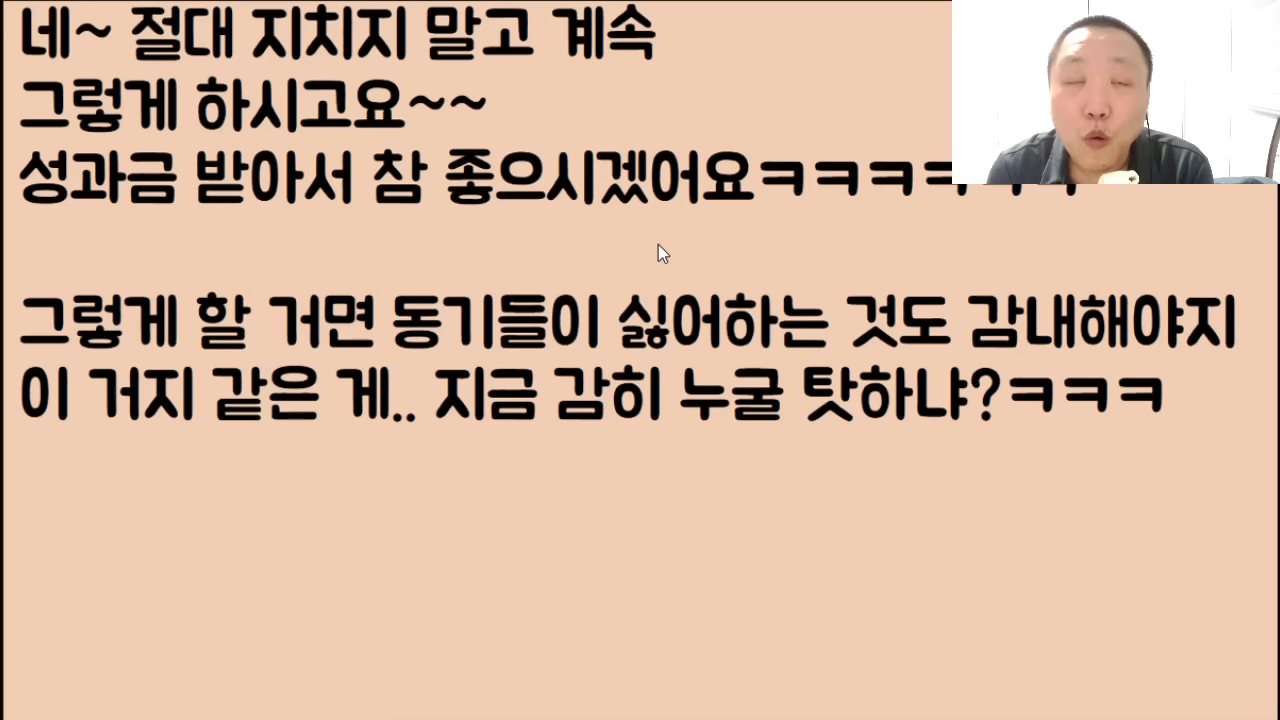 네~ 절대 지치지 말고 계속
그렇게 하시고요~~
성과금 받아서 참 좋으시겠어요ㅋㅋㅋㅋㅋㅋ
그렇게 할 거면 동기들이 싫어하는 것도 감내해야지
이 거지 같은 게.. 지금 감히 누굴 탓하냐?ㅋㅋㅋ